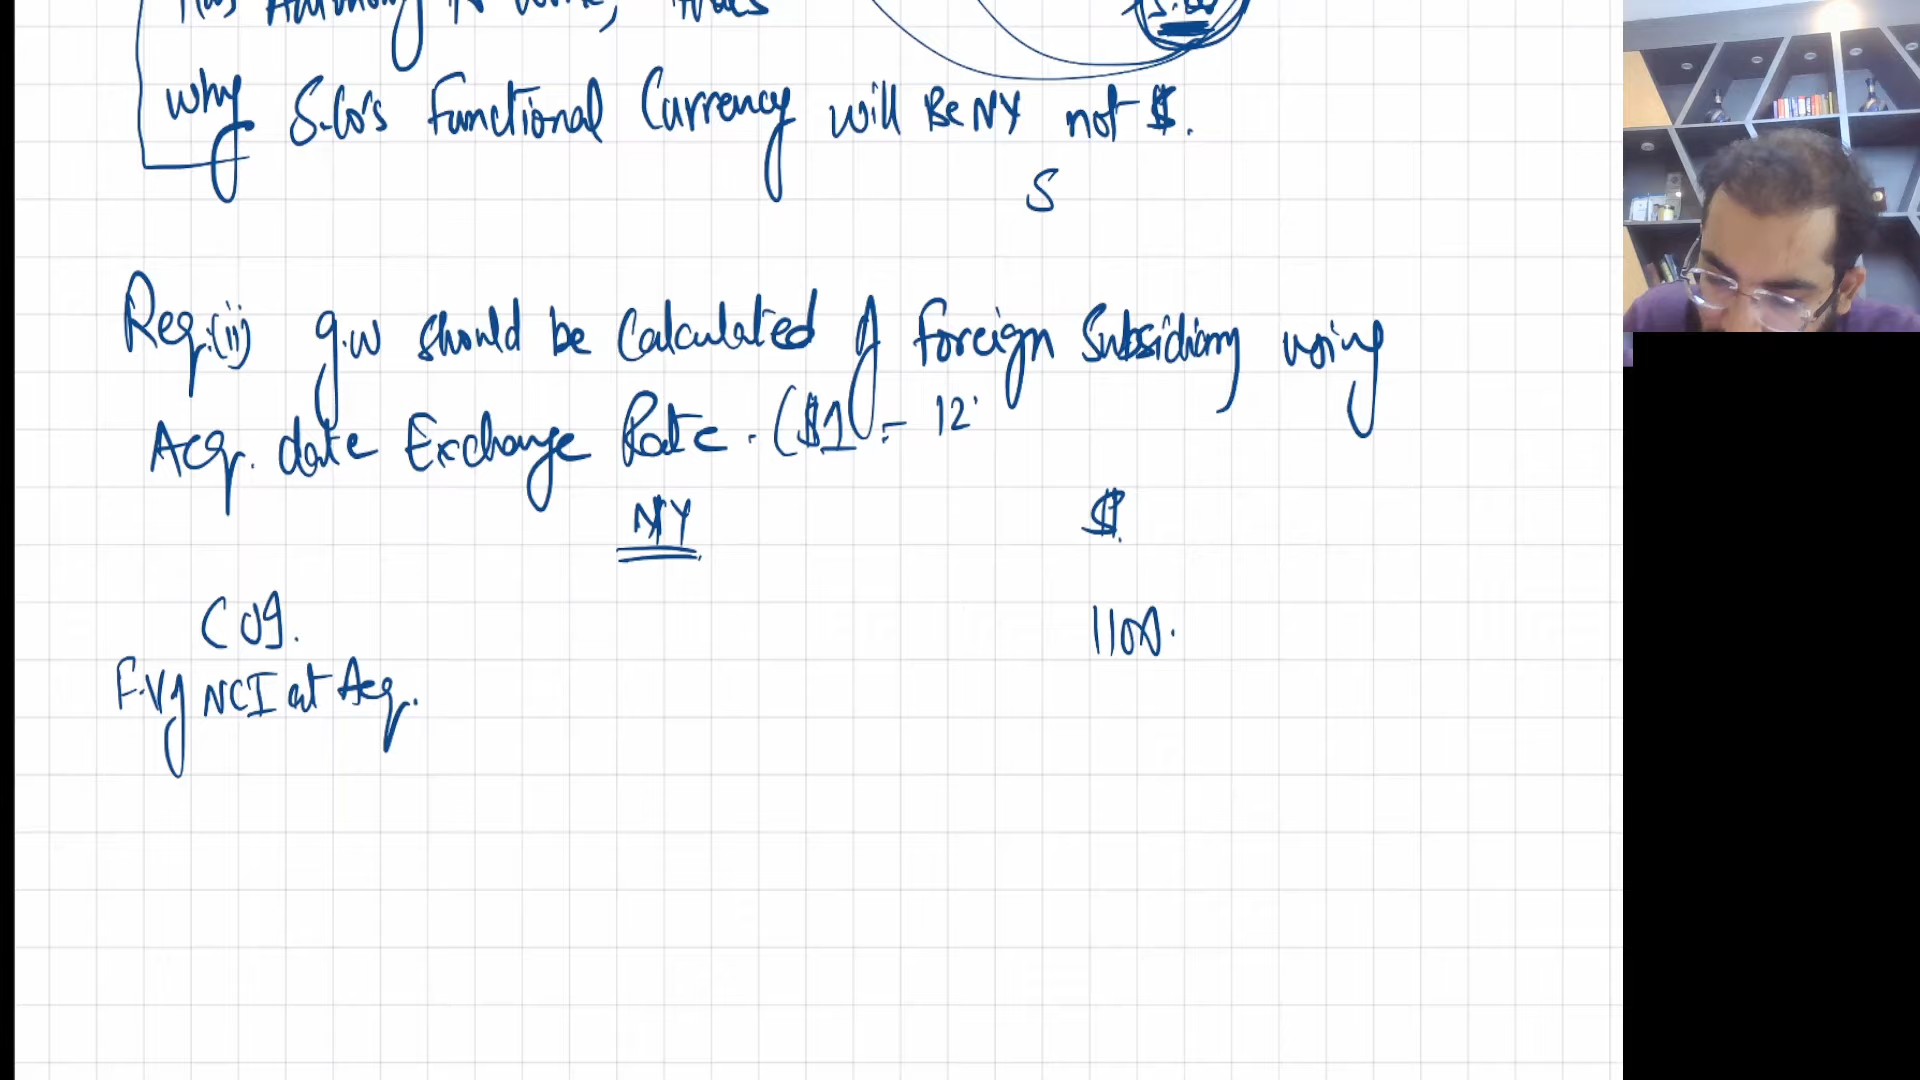 why S.Co's Functional Currency will Be NY not $.
S
Req:(ii) g.w should be Calculated of foreign Subsidiary using
Acq. date Exchange Rate. ($1 = 12
NY $.
COI. 1100.
F.V of NCI at Acq.